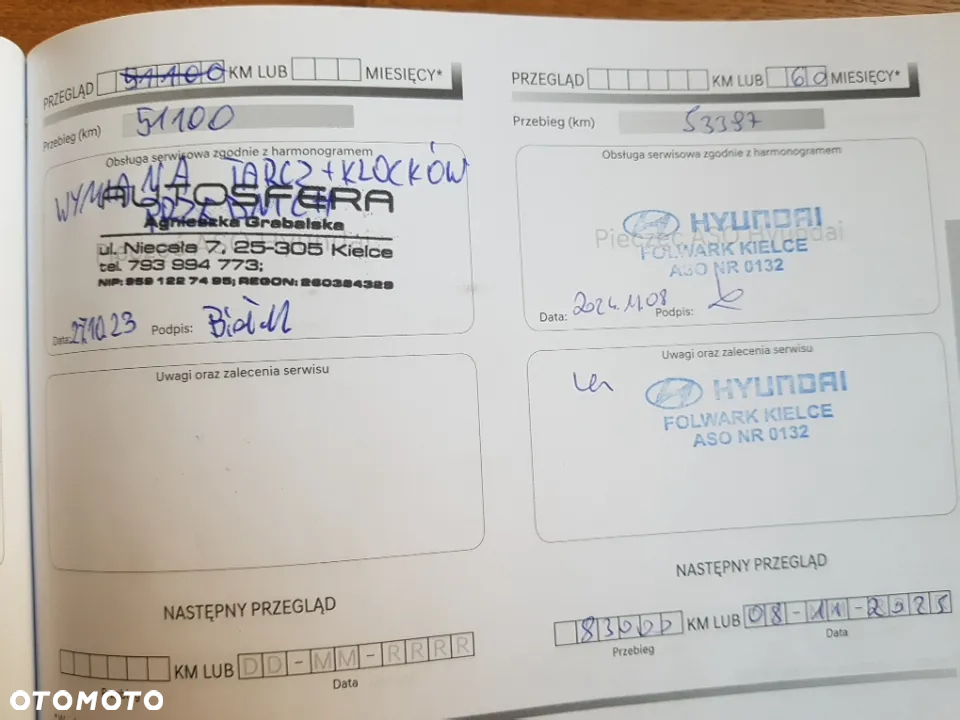 PRZEGLĄD 51100 KM LUB MIESIĘCY*
Przebieg (km) 51100
Obsługa serwisowa zgodnie z harmonogramem
WYMIANA TARCZ + KLOCKÓW
AUTOSFERA
Agnieszka Grabalska
ul. Niecała 7, 25-305 Kielce
tel. 793 994 773;
NIP: 959 122 74 95; REGON: 260384329
Data: 27.10.23 Podpis:
Uwagi oraz zalecenia serwisu
NASTĘPNY PRZEGLĄD
KM LUB DD-MM-RRRR
Data
PRZEGLĄD KM LUB 60 MIESIĘCY*
Przebieg (km) 53397
Obsługa serwisowa zgodnie z harmonogramem
Pieczęć ASO Hyundai
HYUNDAI
FOLWARK KIELCE
ASO NR 0132
Data: 2024.11.08 Podpis:
Uwagi oraz zalecenia serwisu
HYUNDAI
FOLWARK KIELCE
ASO NR 0132
NASTĘPNY PRZEGLĄD
83000 KM LUB 08-11-2025
Przebieg Data
OTOMOTO